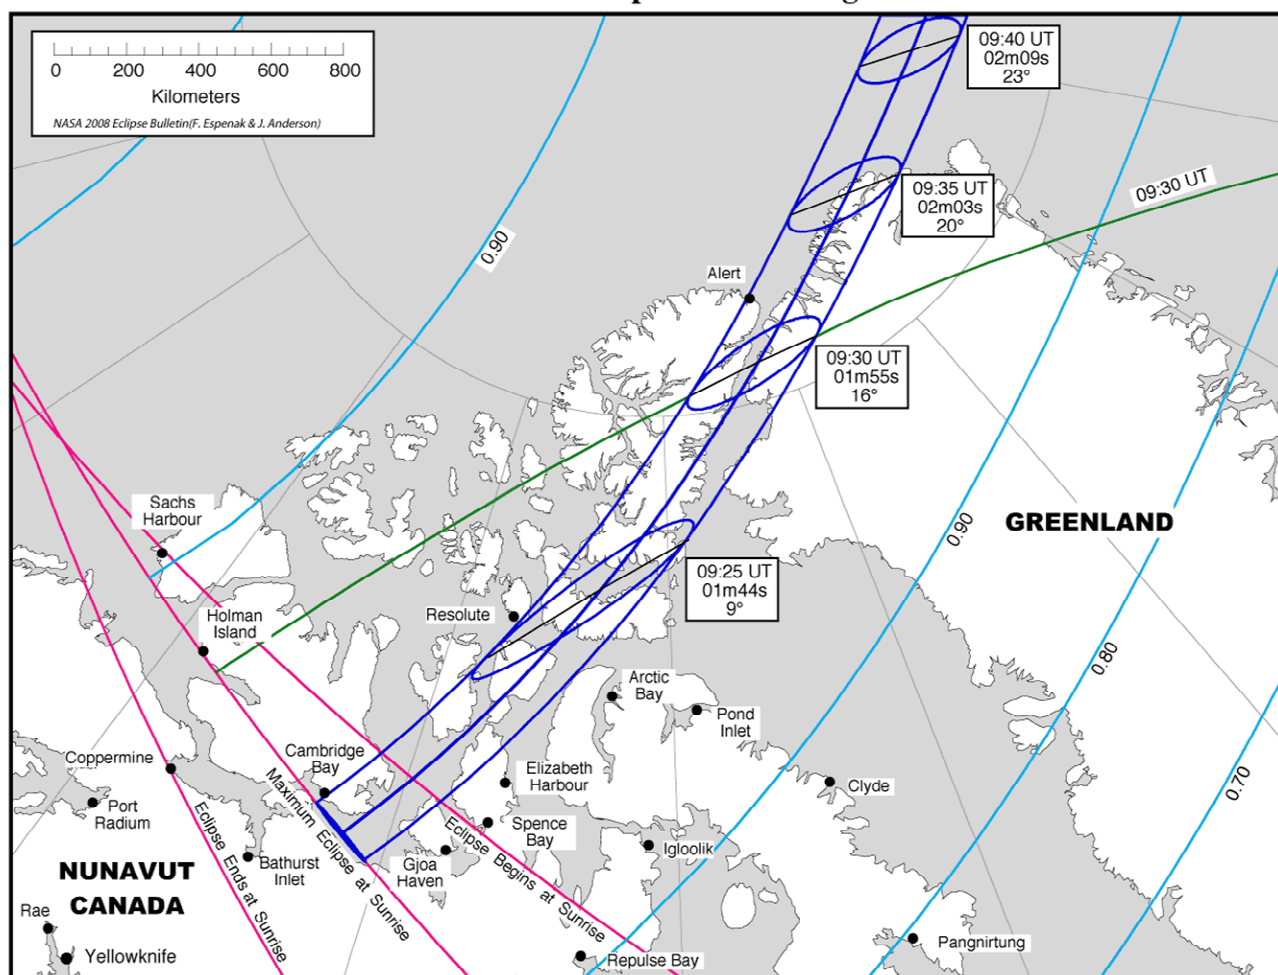 0 200 400 600 800
Kilometers
NASA 2008 Eclipse Bulletin(F. Espenak & J. Anderson)
09:40 UT
02m09s
23°
09:35 UT
02m03s
20°
09:30 UT
0.90
Alert
09:30 UT
01m55s
16°
Sachs
Harbour
0.90
GREENLAND
09:25 UT
01m44s
9°
Resolute
Holman
Island
0.80
Arctic
Bay
Pond
Inlet
Coppermine
Cambridge
Bay
Elizabeth
Harbour
Clyde
0.70
Port
Radium
Maximum Eclipse at Sunrise
Eclipse Ends at Sunrise
Eclipse Begins at Sunrise
Spence
Bay
Igloolik
Bathurst
Inlet
Gjoa
Haven
NUNAVUT
CANADA
Rae
Yellowknife
Repulse Bay
Pangnirtung